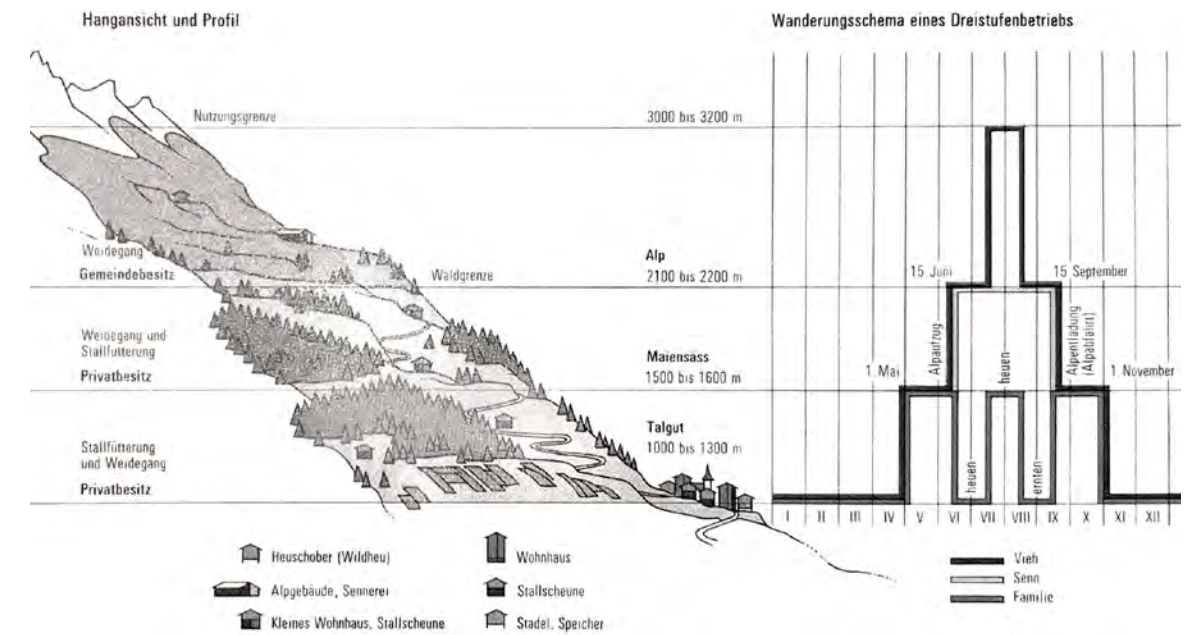 Hangansicht und Profil
Wanderungsschema eines Dreistufenbetriebs
Nutzungsgrenze
3000 bis 3200 m
Weidegang
Gemeindebesitz
Waldgrenze
Alp
2100 bis 2200 m
15. Juni
15. September
Weidegang und
Stallfütterung
Privatbesitz
Maiensass
1500 bis 1600 m
1. Mai
Alpaufzug
heuen
Alpentladung
(Alpabfahrt)
1. November
Stallfütterung
und Weidegang
Privatbesitz
Talgut
1000 bis 1300 m
heuen
ernten
I II III IV V VI VII VIII IX X XI XII
Heuschober (Wildheu)
Alpgebäude, Sennerei
Kleines Wohnhaus, Stallscheune
Wohnhaus
Stallscheune
Stadel, Speicher
Vieh
Senn
Familie